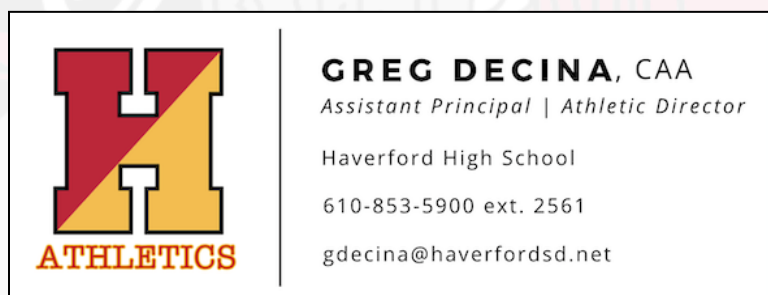 H
ATHLETICS
GREG DECINA, CAA
Assistant Principal | Athletic Director
Haverford High School
610-853-5900 ext. 2561
gdecina@haverfordsd.net